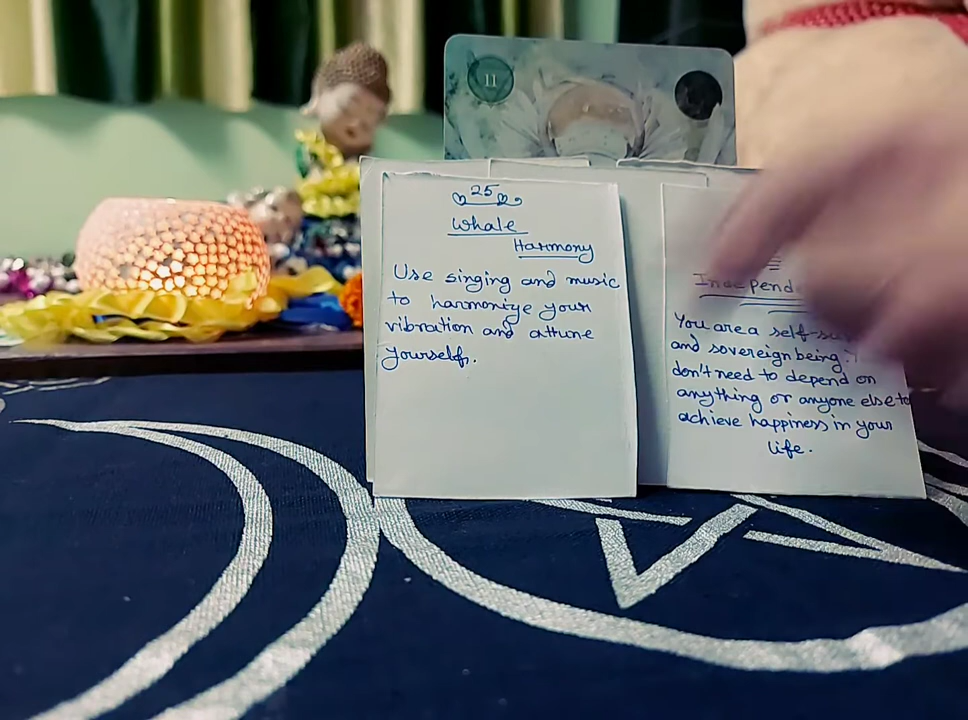 11
25
Whale
Harmony
Use singing and music
to harmonize your
vibration and attune
yourself.
You are a
and sovereign being.
don't need to depend on
anything or anyone else to
achieve happiness in your
life.